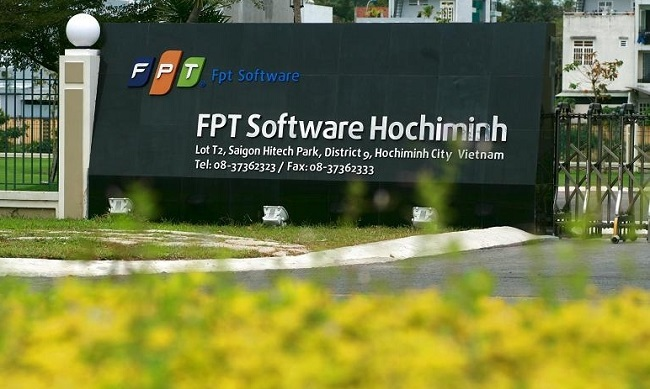 FPT Fpt Software
FPT Software Hochiminh
Lot T2, Saigon Hitech Park, District 9, Hochiminh City Vietnam
Tel: 08-37362323 / Fax: 08-37362333